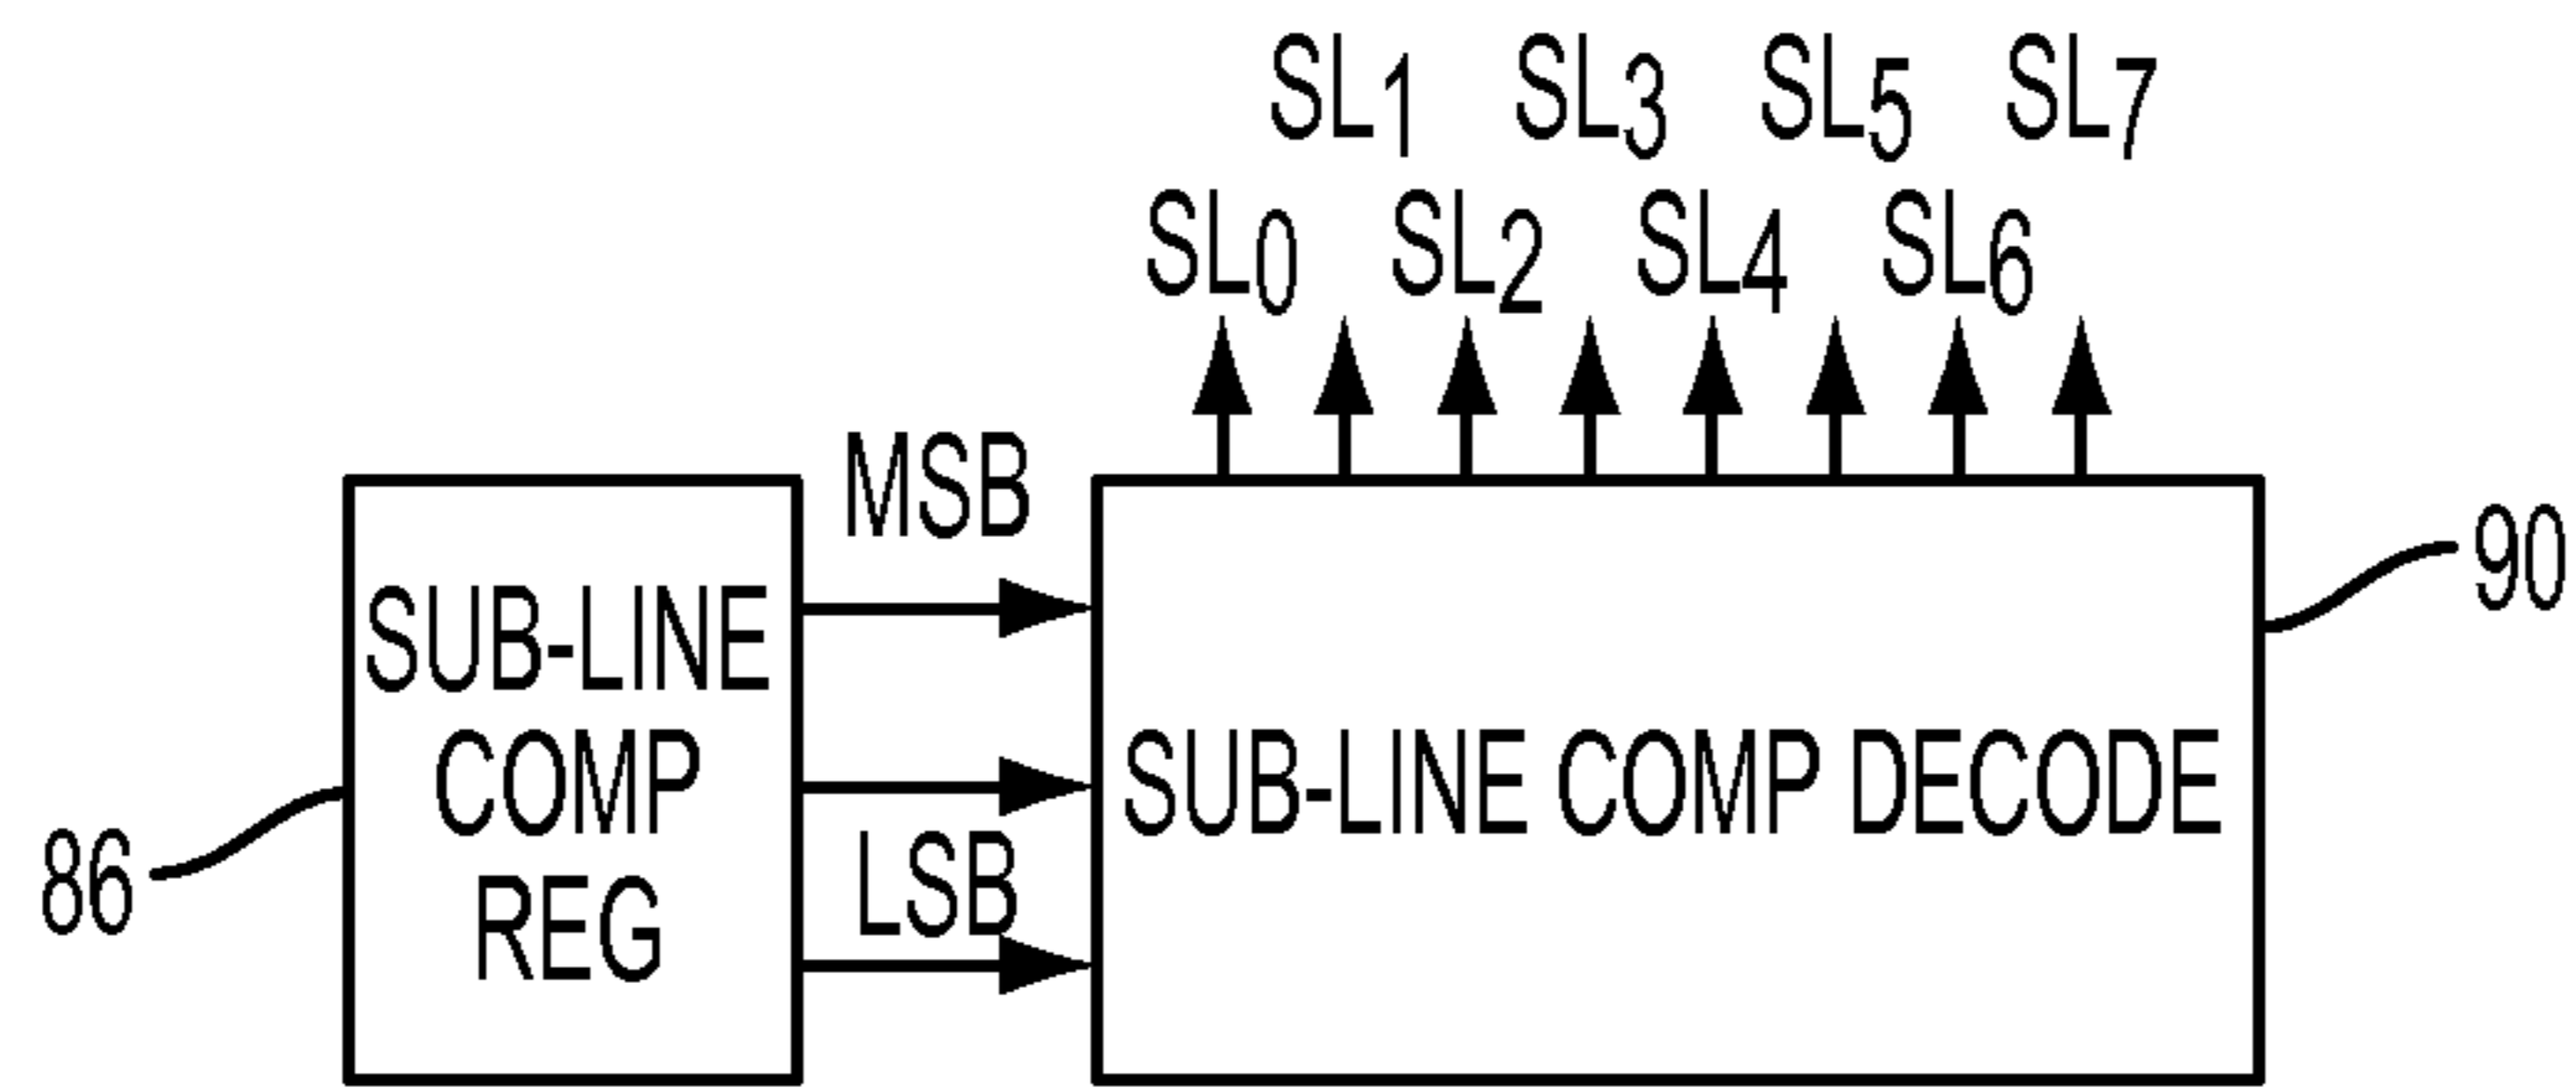 SL1 SL3 SL5 SL7
SL0 SL2 SL4 SL6
MSB
SUB-LINE
COMP
REG
LSB
SUB-LINE COMP DECODE
86
90